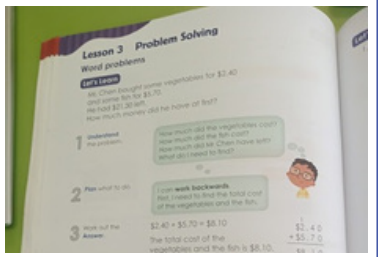 Lesson 3 Problem Solving
Word problems
Let's Learn
Mr. Chen bought some vegetables for $2.40
and some fish for $5.70.
He had $21.50 left.
How much money did he have at first?
1 Understand
the problem.
How much did the vegetables cost?
How much did the fish cost?
How much did Mr Chen have left?
What do I need to find?
2 Plan what to do.
I can work backwards.
First, I need to find the total cost
of the vegetables and the fish.
3 Work out the
Answer.
$2.40 + $5.70 = $8.10
The total cost of the
vegetables and the fish is $8.10.
1
$2.40
+ $5.70